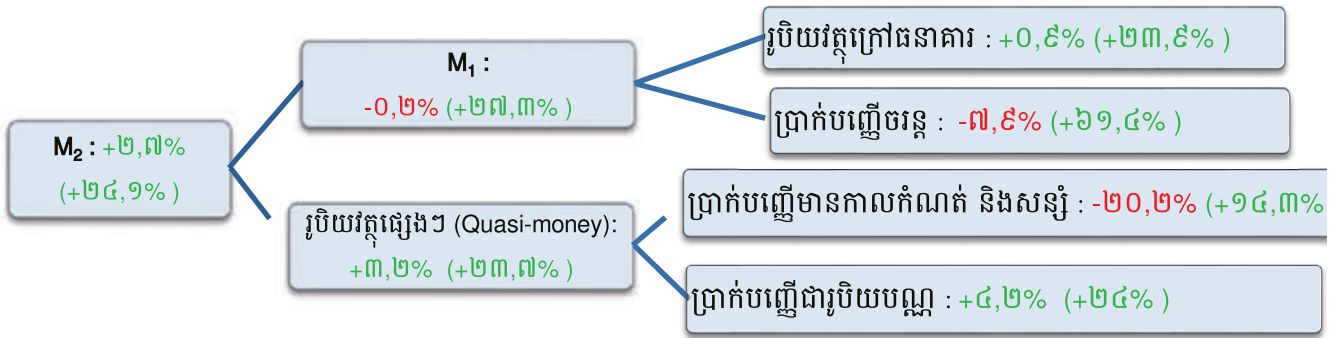 M2 : +២,៧%
(+២៤,១% )
M1 :
-០,២% (+២៧,៣% )
រូបិយវត្ថុក្រៅធនាគារ : +០,៩% (+២៣,៩% )
ប្រាក់បញ្ញើចរន្ត : -៧,៩% (+៦១,៤% )
រូបិយវត្ថុផ្សេងៗ (Quasi-money):
+៣,២% (+២៣,៧% )
ប្រាក់បញ្ញើមានកាលកំណត់ និងសន្សំ : -២០,២% (+១៤,៣%
ប្រាក់បញ្ញើជារូបិយបណ្ណ : +៤,២% (+២៤% )